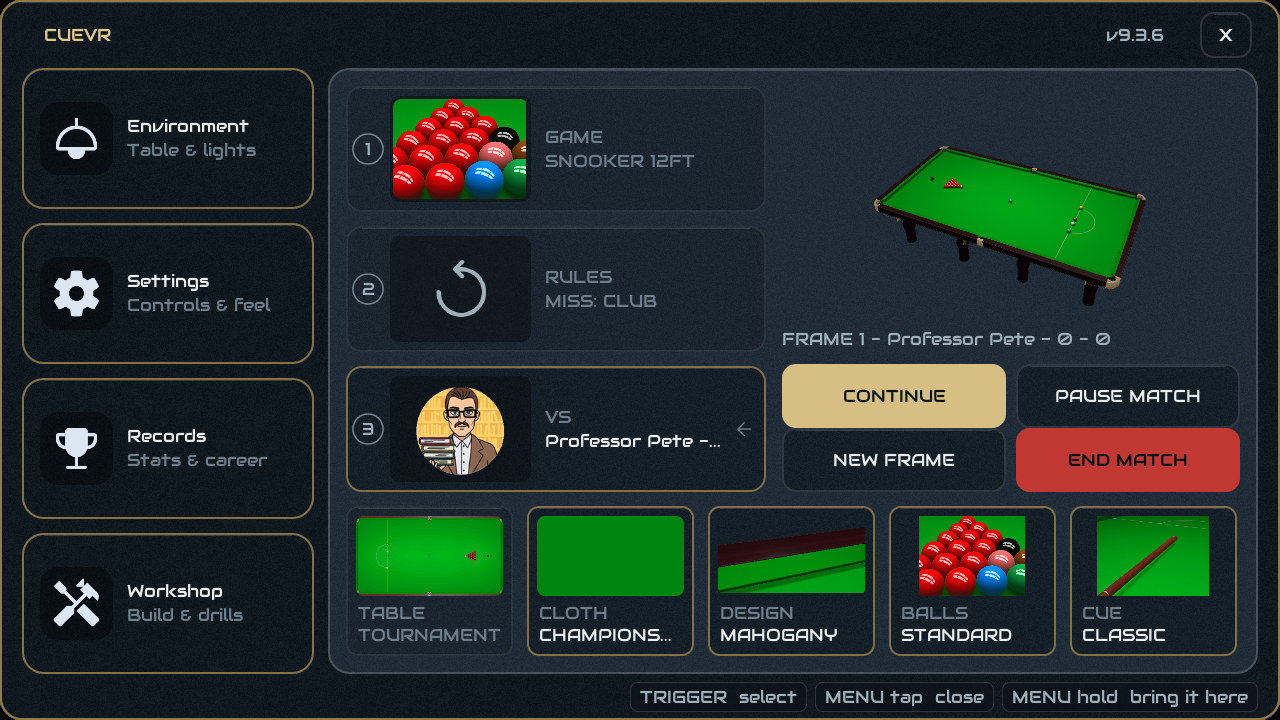 CUEVR
v9.3.6
X
Environment
Table & lights
Settings
Controls & feel
Records
Stats & career
Workshop
Build & drills
1
GAME
SNOOKER 12FT
2
RULES
MISS: CLUB
3
VS
Professor Pete -...
FRAME 1 - Professor Pete - 0 - 0
CONTINUE
PAUSE MATCH
NEW FRAME
END MATCH
TABLE
TOURNAMENT
CLOTH
CHAMPIONS...
DESIGN
MAHOGANY
BALLS
STANDARD
CUE
CLASSIC
TRIGGER select
MENU tap close
MENU hold bring it here